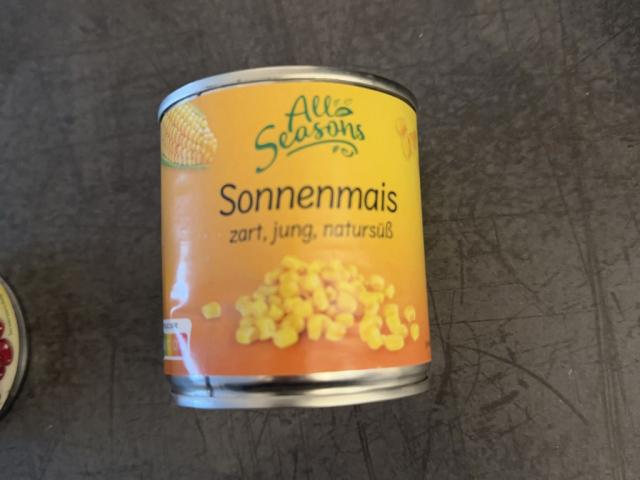 All
Seasons
Sonnenmais
zart, jung, natursüß